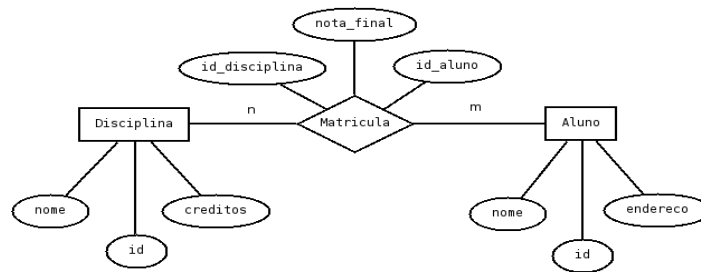 nota_final
id_disciplina
id_aluno
n
m
Disciplina
Matricula
Aluno
nome
creditos
id
nome
endereco
id